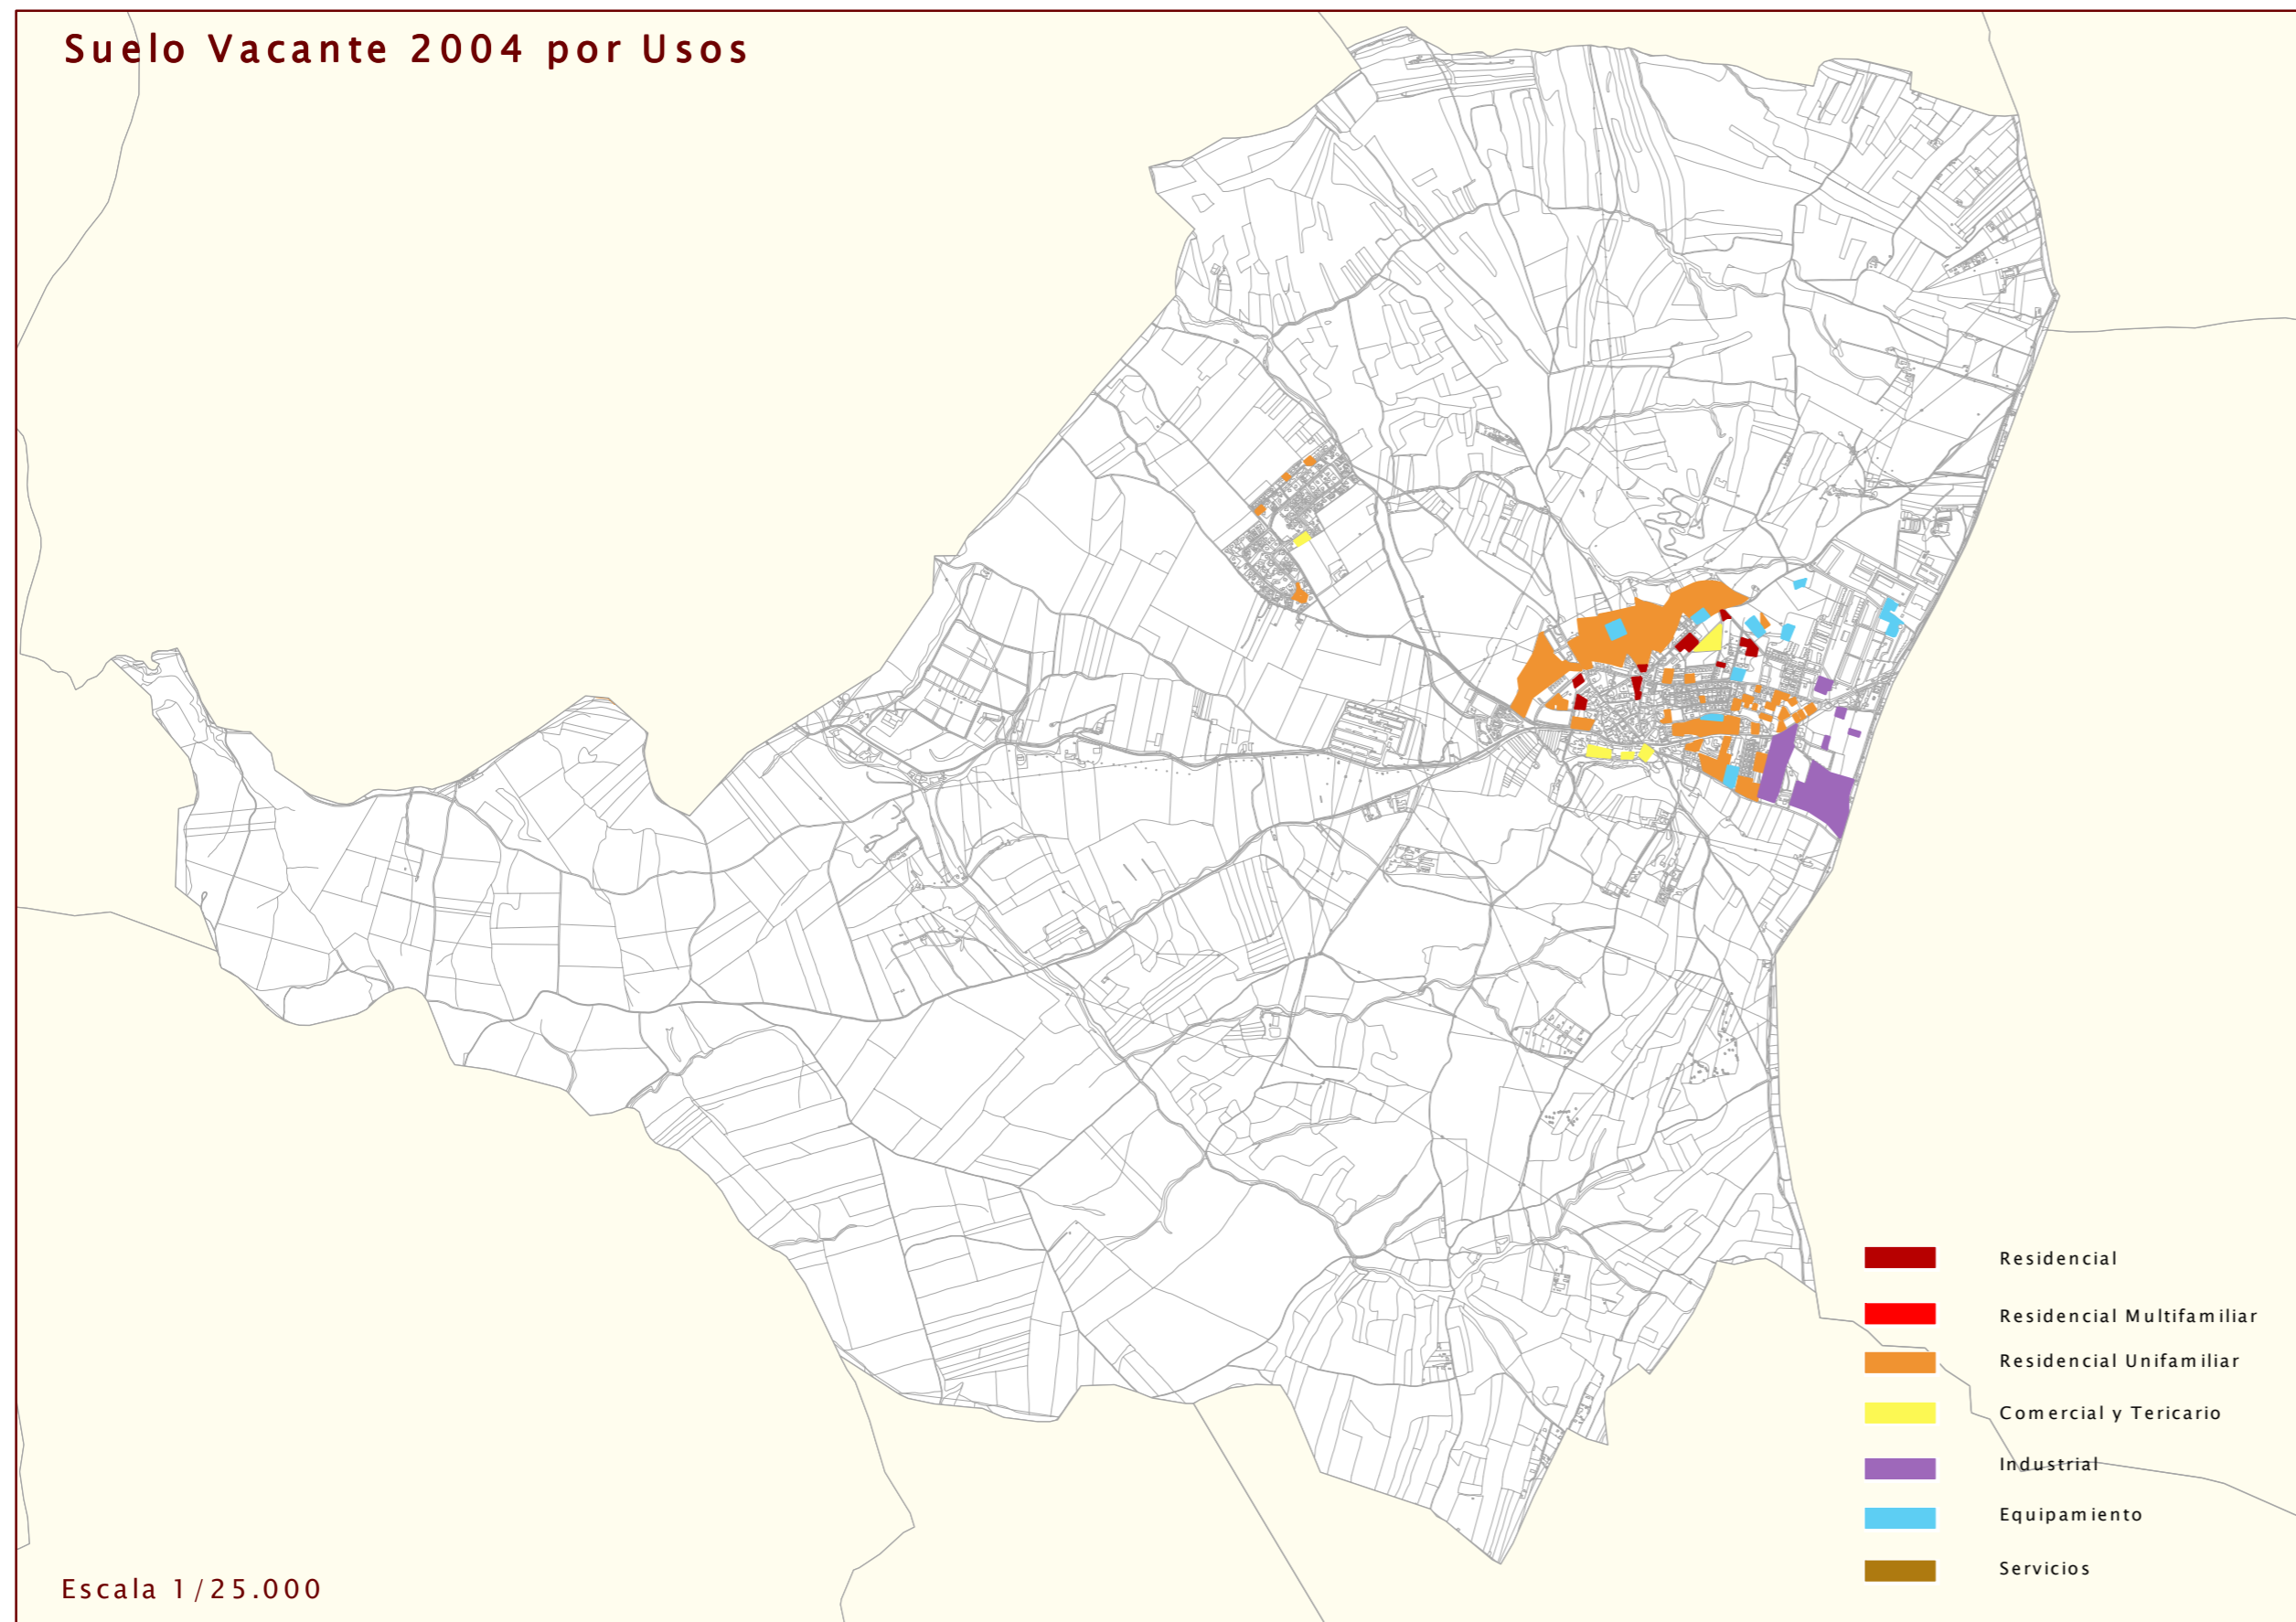 Suelo Vacante 2004 por Usos
Residencial
Residencial Multifamiliar
Residencial Unifamiliar
Comercial y Tericario
Industrial
Equipamiento
Servicios
Escala 1/25.000